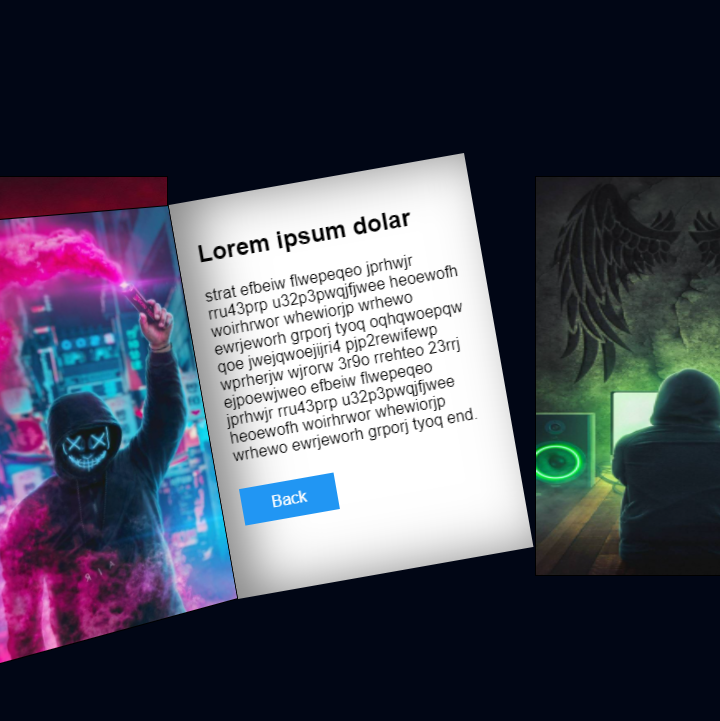 Lorem ipsum dolar
strat efbeiw flwepeqeo jprhwjr
rru43prp u32p3pwqjfjwee heoewofh
woirhrwor whewiorjp wrhewo
ewrjeworh grporj tyoq oqhqwoepqw
qoe jwejqwoejijri4 pjp2rewifewp
wprherjw wjrorw 3r9o rrehteo 23rrj
ejpoewjweo efbeiw flwepeqeo
jprhwjr rru43prp u32p3pwqjfjwee
heoewofh woirhrwor whewiorjp
wrhewo ewrjeworh grporj tyoq end.
Back